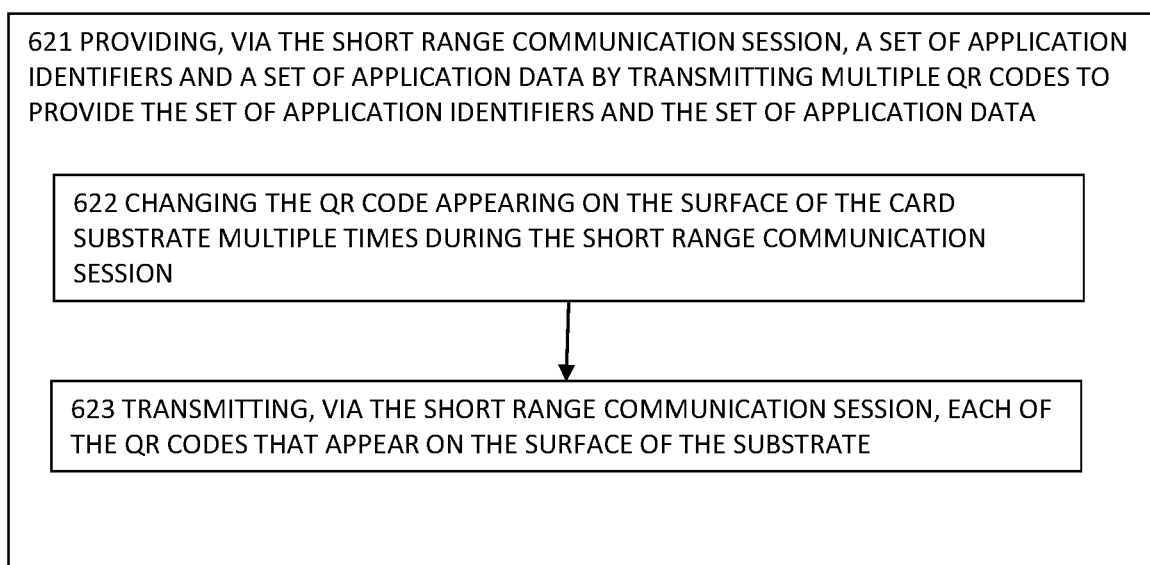 621 PROVIDING, VIA THE SHORT RANGE COMMUNICATION SESSION, A SET OF APPLICATION
IDENTIFIERS AND A SET OF APPLICATION DATA BY TRANSMITTING MULTIPLE QR CODES TO
PROVIDE THE SET OF APPLICATION IDENTIFIERS AND THE SET OF APPLICATION DATA
622 CHANGING THE QR CODE APPEARING ON THE SURFACE OF THE CARD
SUBSTRATE MULTIPLE TIMES DURING THE SHORT RANGE COMMUNICATION
SESSION
623 TRANSMITTING, VIA THE SHORT RANGE COMMUNICATION SESSION, EACH OF
THE QR CODES THAT APPEAR ON THE SURFACE OF THE SUBSTRATE